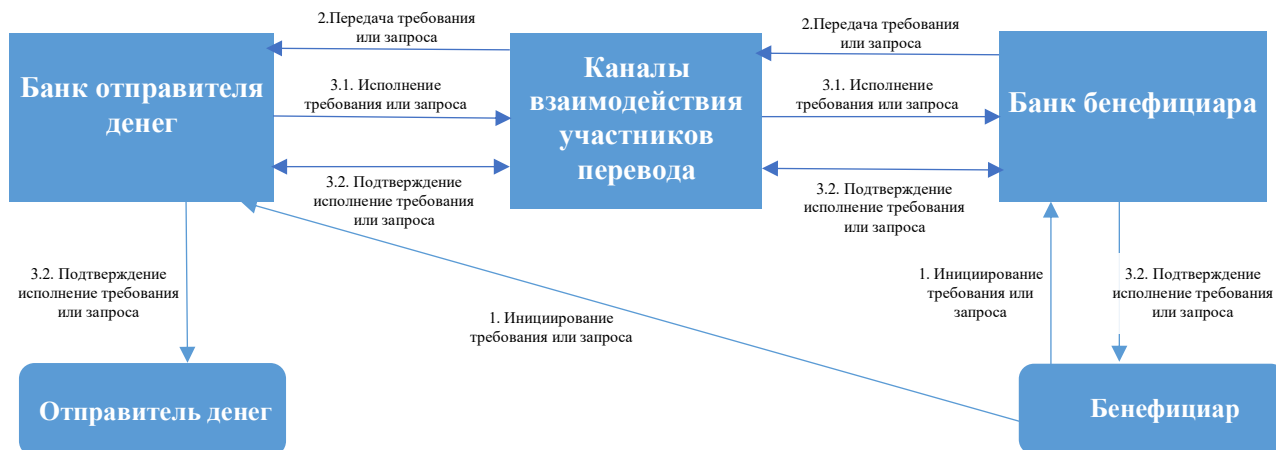 2.Передача требования
или запроса
2.Передача требования
или запроса
Банк отправителя
денег
3.1. Исполнение
требования или запроса
Каналы
взаимодействия
участников
перевода
3.1. Исполнение
требования или запроса
Банк бенефициара
3.2. Подтверждение
исполнение требования
или запроса
3.2. Подтверждение
исполнение требования
или запроса
3.2. Подтверждение
исполнение требования
или запроса
1. Инициирование
требования или запроса
1. Инициирование
требования или
запроса
3.2. Подтверждение
исполнение требования
или запроса
Отправитель денег
Бенефициар